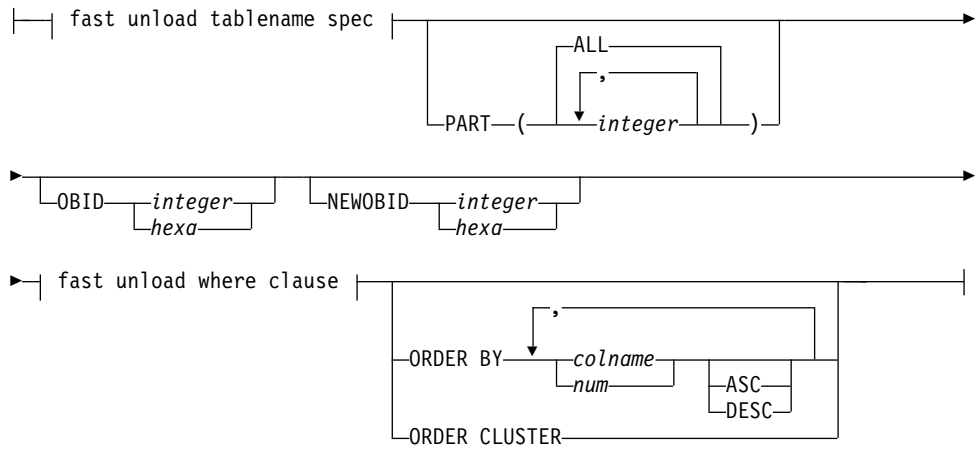 fast unload tablename spec
ALL
,
PART ( integer )
OBID integer NEWOBID integer
hexa hexa
fast unload where clause
,
ORDER BY colname
num ASC
DESC
ORDER CLUSTER